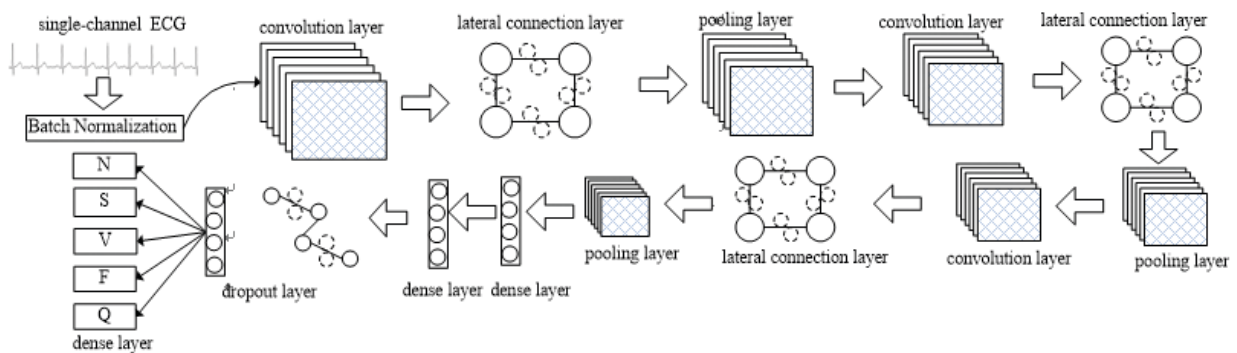 single-channel ECG
Batch Normalization
convolution layer
lateral connection layer
pooling layer
convolution layer
lateral connection layer
pooling layer
convolution layer
lateral connection layer
pooling layer
dense layer
dense layer
dropout layer
N
S
V
F
Q
dense layer